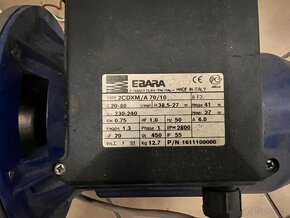 EBARA
MADE IN ITALY
TYPE 2CDXM/A 70/10
Q 20-80 l/min H 38.5-27 m Hmax 41 m
V 230-240 Hmin 27 m
kW 0.75 HP 1.0 Hz 50 A 6.0
1.3 Phase 1 RPM 2800
µF 20 Vc 450 IP 55
INS.C F kg 12.7 P/N 1611100000